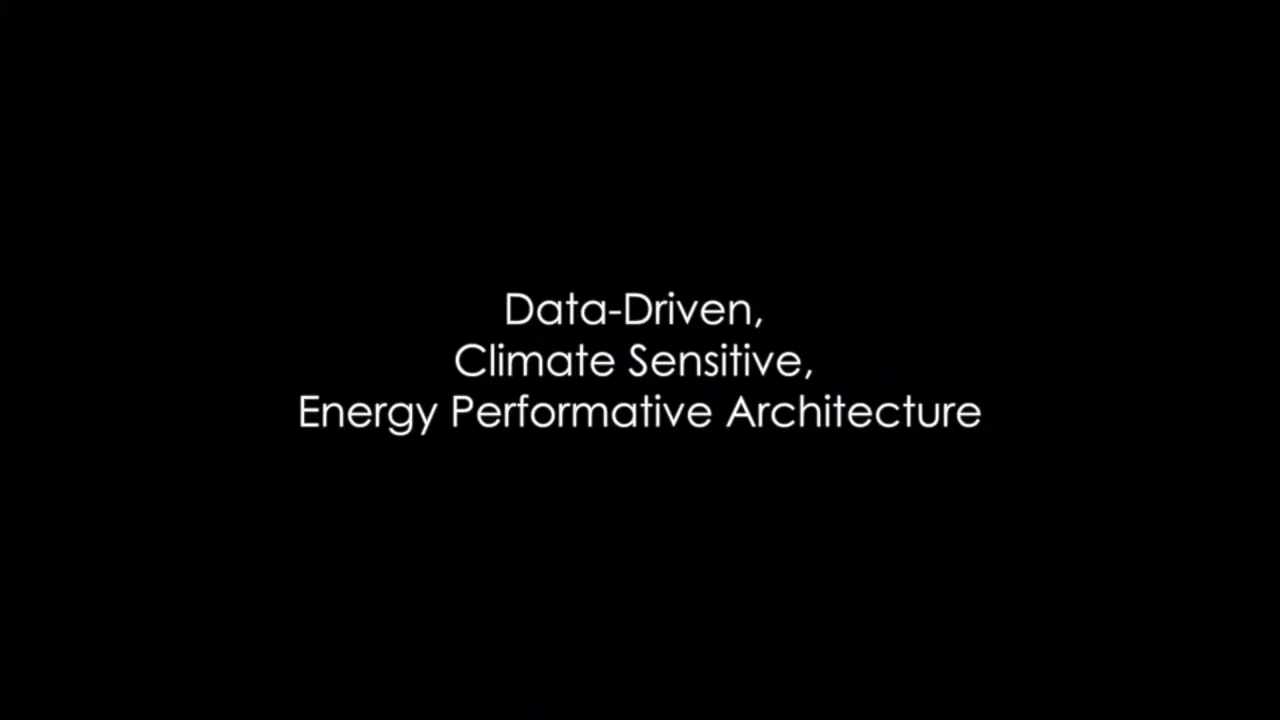 Data-Driven,
Climate Sensitive,
Energy Performative Architecture